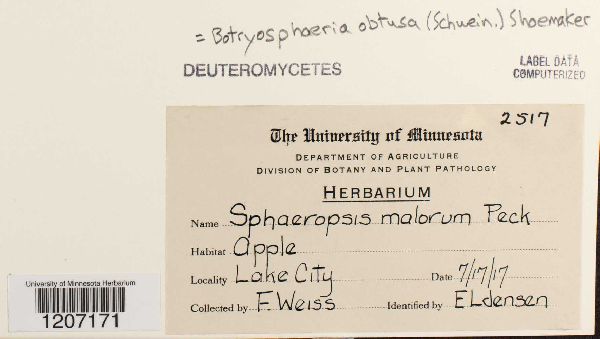 = Botryosphaeria obtusa (Schwein.) Shoemaker
DEUTEROMYCETES
LABEL DATA
COMPUTERIZED
2517
The University of Minnesota
DEPARTMENT OF AGRICULTURE
DIVISION OF BOTANY AND PLANT PATHOLOGY
HERBARIUM
Name Sphaeropsis malorum Peck
Habitat Apple
Locality Lake City Date 7/17/17
Collected by F. Weiss Identified by E Ldensen
University of Minnesota Herbarium
1207171